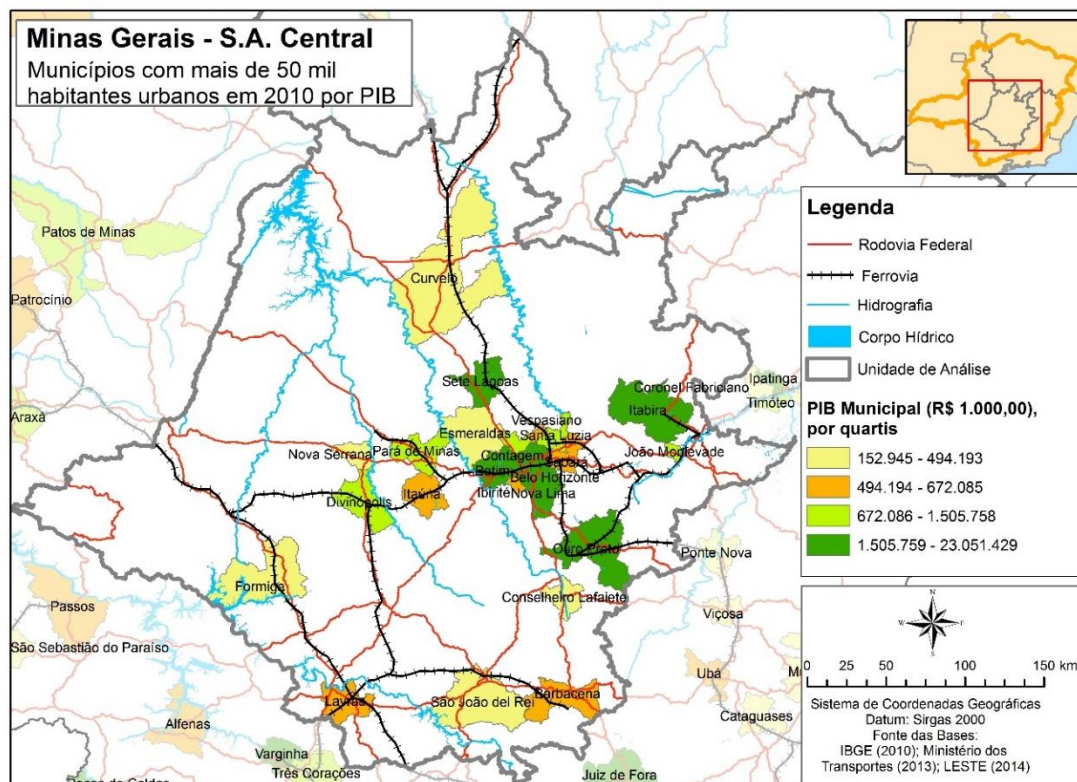 Minas Gerais - S.A. Central
Municípios com mais de 50 mil
habitantes urbanos em 2010 por PIB
Patos de Minas
Patrocínio
Araxá
Curvelo
Sete Lagoas
Coronel Fabriciano
Ipatinga
Itabira
Timóteo
Vespasiano
Esmeraldas
Santa Luzia
Nova Serrana
Pará de Minas
Contagem
João Monlevade
Betim
Sabará
Belo Horizonte
Itaúna
Ibirité
Nova Lima
Divinópolis
Ouro Preto
Ponte Nova
Formiga
Conselheiro Lafaiete
Passos
Viçosa
São Sebastião do Paraíso
Ubá
Lavras
São João del Rei
Barbacena
Alfenas
Cataguases
Varginha
Três Corações
Juiz de Fora
Legenda
Rodovia Federal
Ferrovia
Hidrografia
Corpo Hídrico
Unidade de Análise
PIB Municipal (R$ 1.000,00),
por quartis
152.945 - 494.193
494.194 - 672.085
672.086 - 1.505.758
1.505.759 - 23.051.429
N
W
E
S
0 25 50 100 150 km
Sistema de Coordenadas Geográficas
Datum: Sirgas 2000
Fonte das Bases:
IBGE (2010); Ministério dos
Transportes (2013); LESTE (2014)